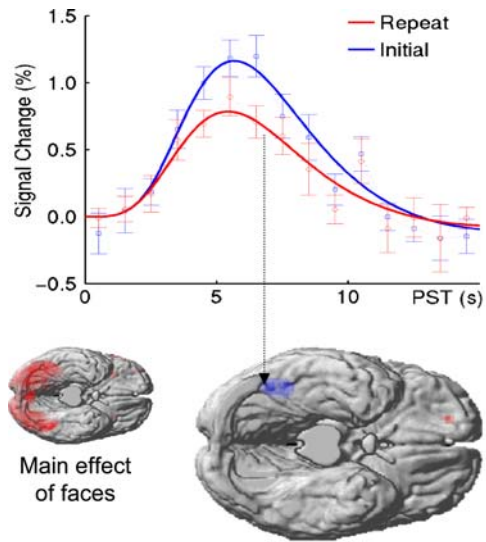 1.5
1.0
0.5
0.0
−0.5
Signal Change (%)
Repeat
Initial
0
5
10
PST (s)
Main effect
of faces